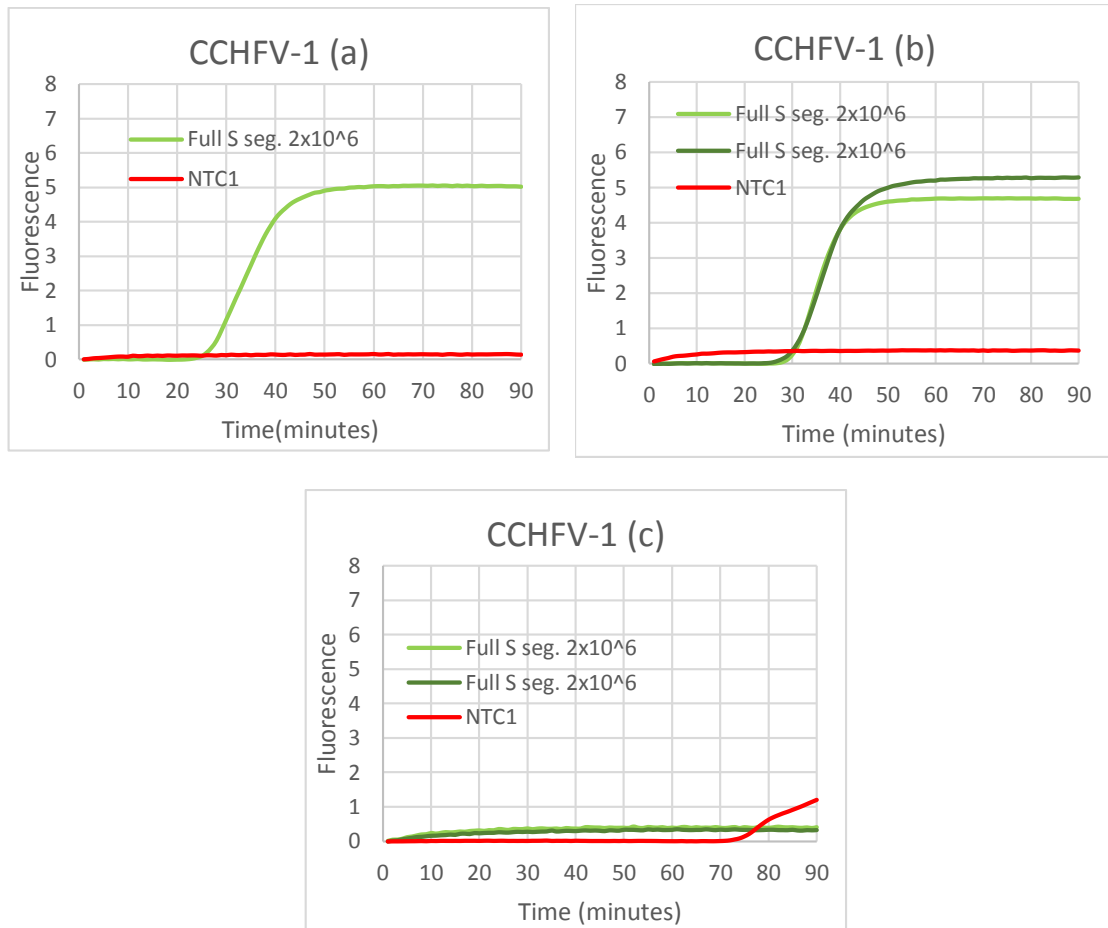 CCHFV-1 (a)
8
7
6
5
4
3
2
1
0
Fluorescence
Full S seg. 2x10^6
NTC1
0 10 20 30 40 50 60 70 80 90
Time(minutes)
CCHFV-1 (b)
8
7
6
5
4
3
2
1
0
Fluorescence
Full S seg. 2x10^6
Full S seg. 2x10^6
NTC1
0 10 20 30 40 50 60 70 80 90
Time (minutes)
CCHFV-1 (c)
8
7
6
5
4
3
2
1
0
Fluorescence
Full S seg. 2x10^6
Full S seg. 2x10^6
NTC1
0 10 20 30 40 50 60 70 80 90
Time (minutes)